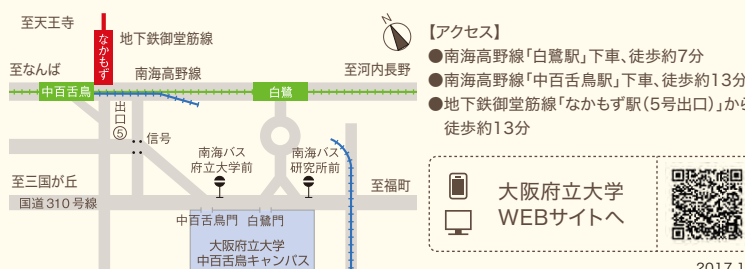 至天王寺
なかもず
地下鉄御堂筋線
至なんば
南海高野線
至河内長野
中百舌鳥
白鷺
出口⑤
信号
南海バス
府立大学前
南海バス
研究所前
至三国が丘
至福町
国道310号線
中百舌鳥門
白鷺門
大阪府立大学
中百舌鳥キャンパス
N
【アクセス】
●南海高野線「白鷺駅」下車、徒歩約7分
●南海高野線「中百舌鳥駅」下車、徒歩約13分
●地下鉄御堂筋線「なかもず駅(5号出口)」から
徒歩約13分
大阪府立大学
WEBサイトへ
2017.1